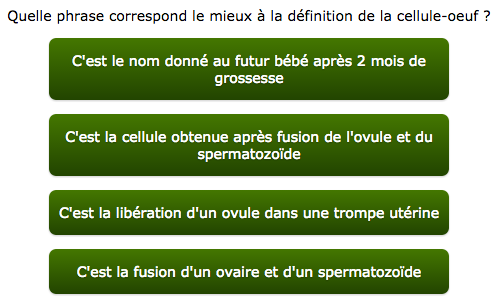 Quelle phrase correspond le mieux à la définition de la cellule-oeuf ?
C'est le nom donné au futur bébé après 2 mois de
grossesse
C'est la cellule obtenue après fusion de l'ovule et du
spermatozoïde
C'est la libération d'un ovule dans une trompe utérine
C'est la fusion d'un ovaire et d'un spermatozoïde